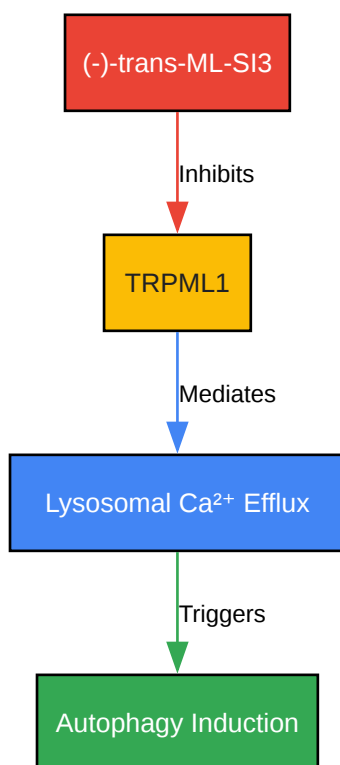 (-)-trans-ML-SI3
Inhibits
TRPML1
Mediates
Lysosomal Ca²⁺ Efflux
Triggers
Autophagy Induction